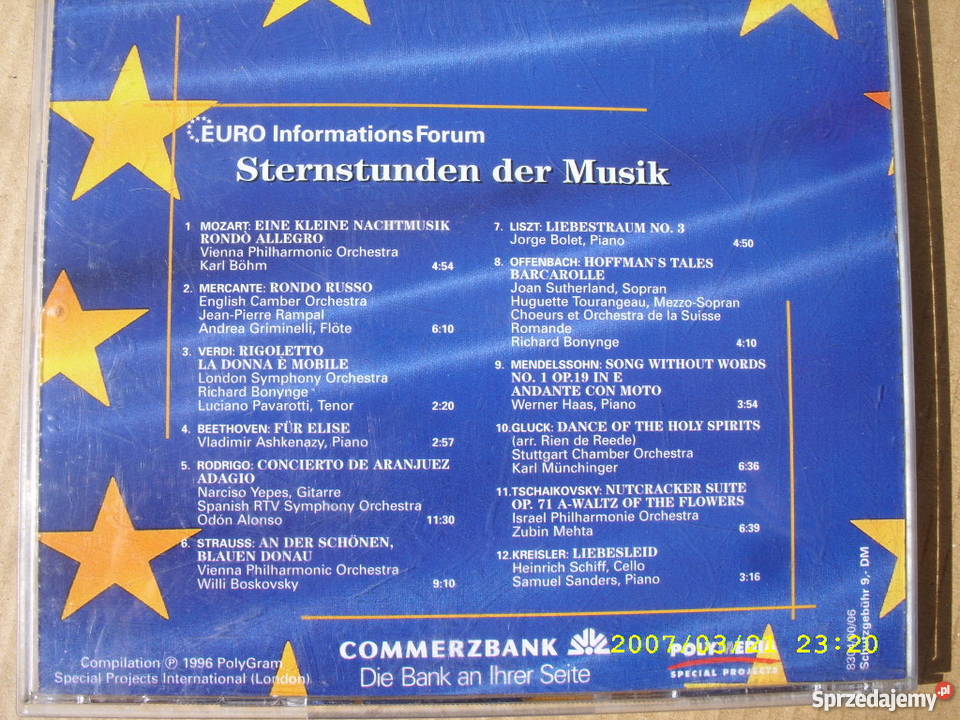 EURO InformationsForum
Sternstunden der Musik
1 MOZART: EINE KLEINE NACHTMUSIK
RONDÒ ALLEGRO
Vienna Philharmonic Orchestra
Karl Böhm 4:54
2. MERCANTE: RONDO RUSSO
English Camber Orchestra
Jean-Pierre Rampal
Andrea Griminelli, Flöte 6:10
3. VERDI: RIGOLETTO
LA DONNA È MOBILE
London Symphony Orchestra
Richard Bonynge
Luciano Pavarotti, Tenor 2:20
4. BEETHOVEN: FÜR ELISE
Vladimir Ashkenazy, Piano 2:57
5. RODRIGO: CONCIERTO DE ARANJUEZ
ADAGIO
Narciso Yepes, Gitarre
Spanish RTV Symphony Orchestra
Odón Alonso 11:30
6. STRAUSS: AN DER SCHÖNEN,
BLAUEN DONAU
Vienna Philharmonic Orchestra
Willi Boskovsky 9:10
7. LISZT: LIEBESTRAUM NO. 3
Jorge Bolet, Piano 4:50
8. OFFENBACH: HOFFMAN`S TALES
BARCAROLLE
Joan Sutherland, Sopran
Huguette Tourangeau, Mezzo-Sopran
Choeurs et Orchestra de la Suisse
Romande
Richard Bonynge 4:10
9. MENDELSSOHN: SONG WITHOUT WORDS
NO. 1 OP.19 IN E
ANDANTE CON MOTO
Werner Haas, Piano 3:54
10.GLUCK: DANCE OF THE HOLY SPIRITS
(arr. Rien de Reede)
Stuttgart Chamber Orchestra
Karl Münchinger 6:36
11.TSCHAIKOVSKY: NUTCRACKER SUITE
OP. 71 A-WALTZ OF THE FLOWERS
Israel Philharmonie Orchestra
Zubin Mehta 6:39
12.KREISLER: LIEBESLEID
Heinrich Schiff, Cello
Samuel Sanders, Piano 3:16
Compilation Ⓟ 1996 PolyGram
Special Projects International (London)
COMMERZBANK
Die Bank an Ihrer Seite
SPECIAL PROJECTS
Schutzgebühr 9,- DM
23:20
Sprzedajemy.pl